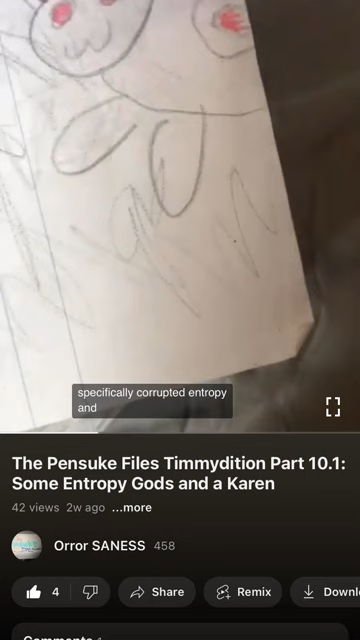 specifically corrupted entropy
and
The Pensuke Files Timmydition Part 10.1:
Some Entropy Gods and a Karen
42 views 2w ago ...more
Orror SANESS 458
4 Share Remix